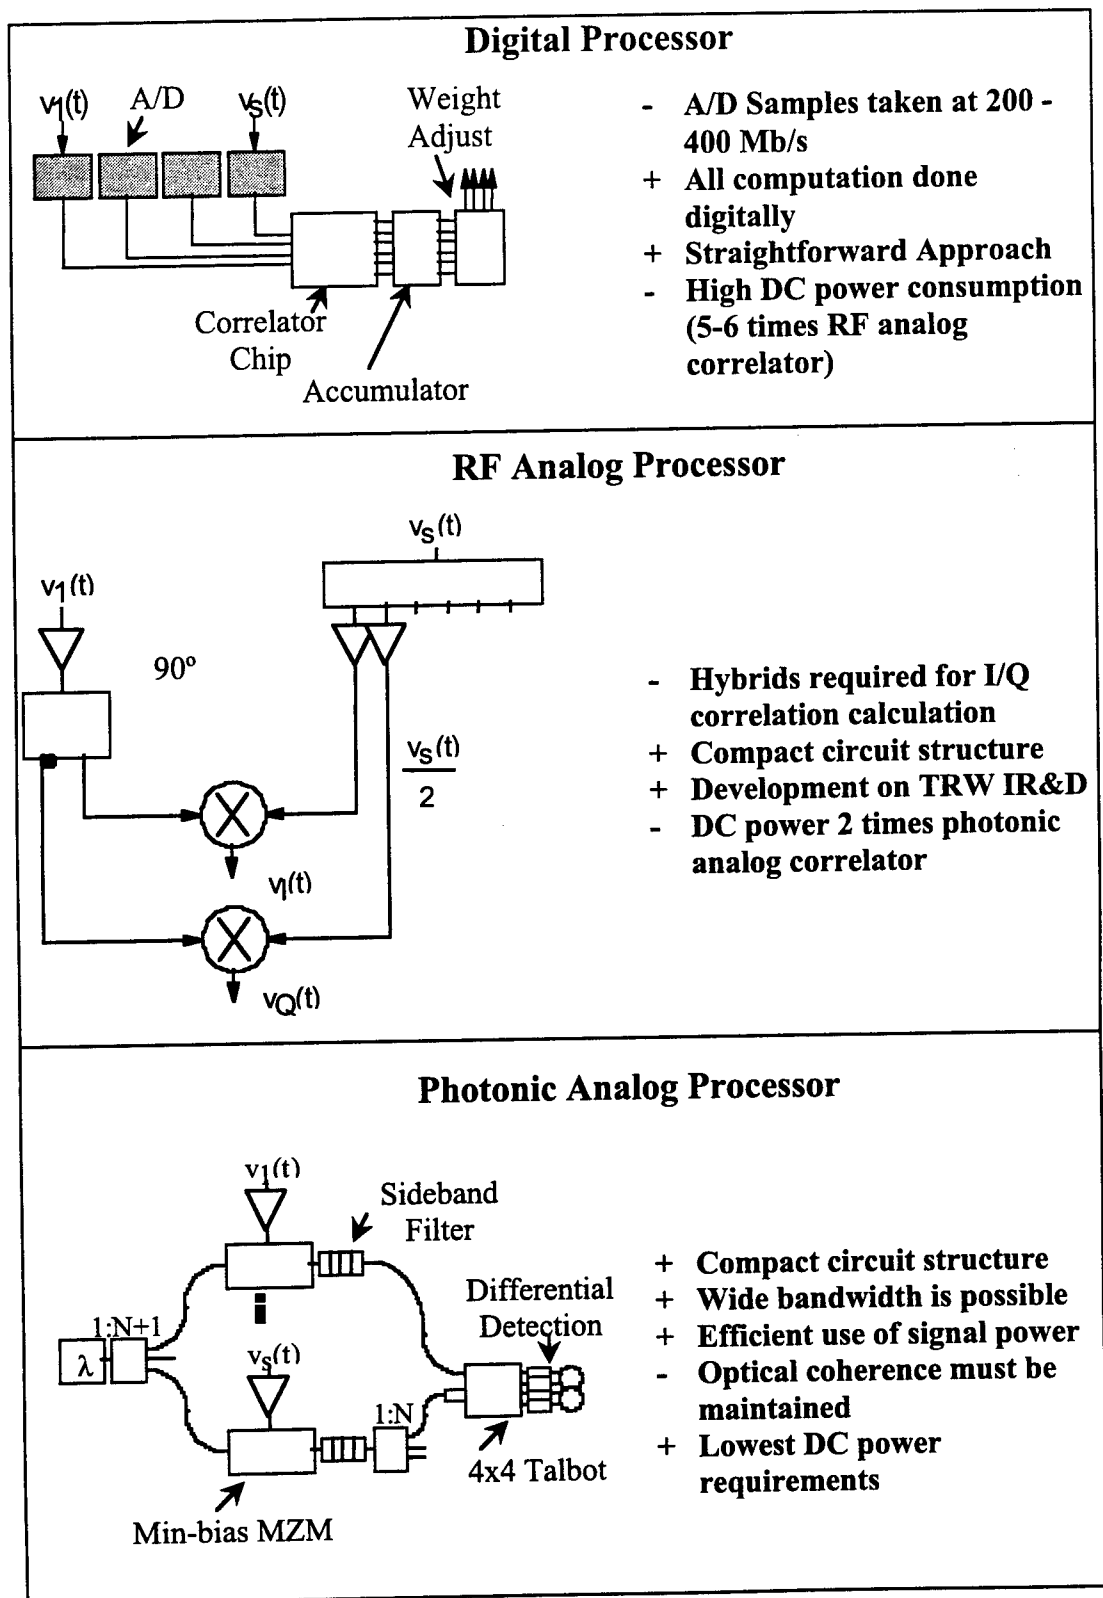 Digital Processor
v1(t)
A/D
vS(t)
Weight
Adjust
Correlator
Chip
Accumulator
- A/D Samples taken at 200 -
400 Mb/s
+ All computation done
digitally
+ Straightforward Approach
- High DC power consumption
(5-6 times RF analog
correlator)
RF Analog Processor
vS(t)
v1(t)
90º
vS(t)
2
vI(t)
vQ(t)
- Hybrids required for I/Q
correlation calculation
+ Compact circuit structure
+ Development on TRW IR&D
- DC power 2 times photonic
analog correlator
Photonic Analog Processor
v1(t)
Sideband
Filter
Differential
Detection
1:N+1
λ
vs(t)
1:N
4x4 Talbot
Min-bias MZM
+ Compact circuit structure
+ Wide bandwidth is possible
+ Efficient use of signal power
- Optical coherence must be
maintained
+ Lowest DC power
requirements